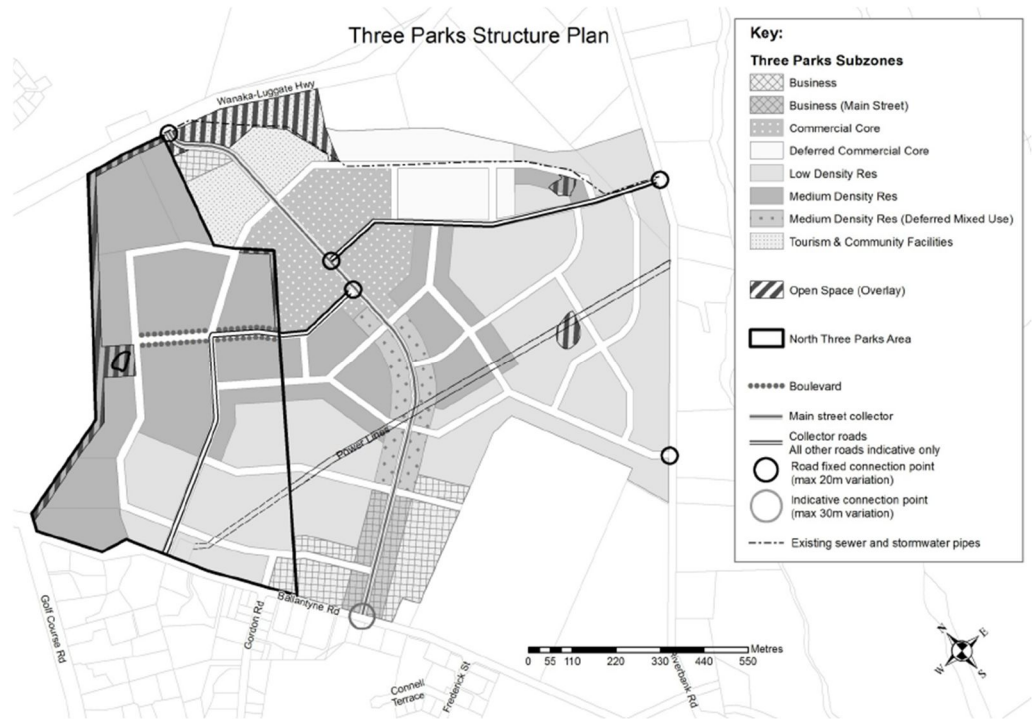 Three Parks Structure Plan
Wanaka-Luggate Hwy
Power Lines
Ballantyne Rd
Golf Course Rd
Gordon Rd
Connell
Terrace
Frederick St
Riverbank Rd
Key:
Three Parks Subzones
Business
Business (Main Street)
Commercial Core
Deferred Commercial Core
Low Density Res
Medium Density Res
Medium Density Res (Deferred Mixed Use)
Tourism & Community Facilities
Open Space (Overlay)
North Three Parks Area
Boulevard
Main street collector
Collector roads
All other roads indicative only
Road fixed connection point
(max 20m variation)
Indicative connection point
(max 30m variation)
Existing sewer and stormwater pipes
Metres
0 55 110 220 330 440 550
N
E
W
S